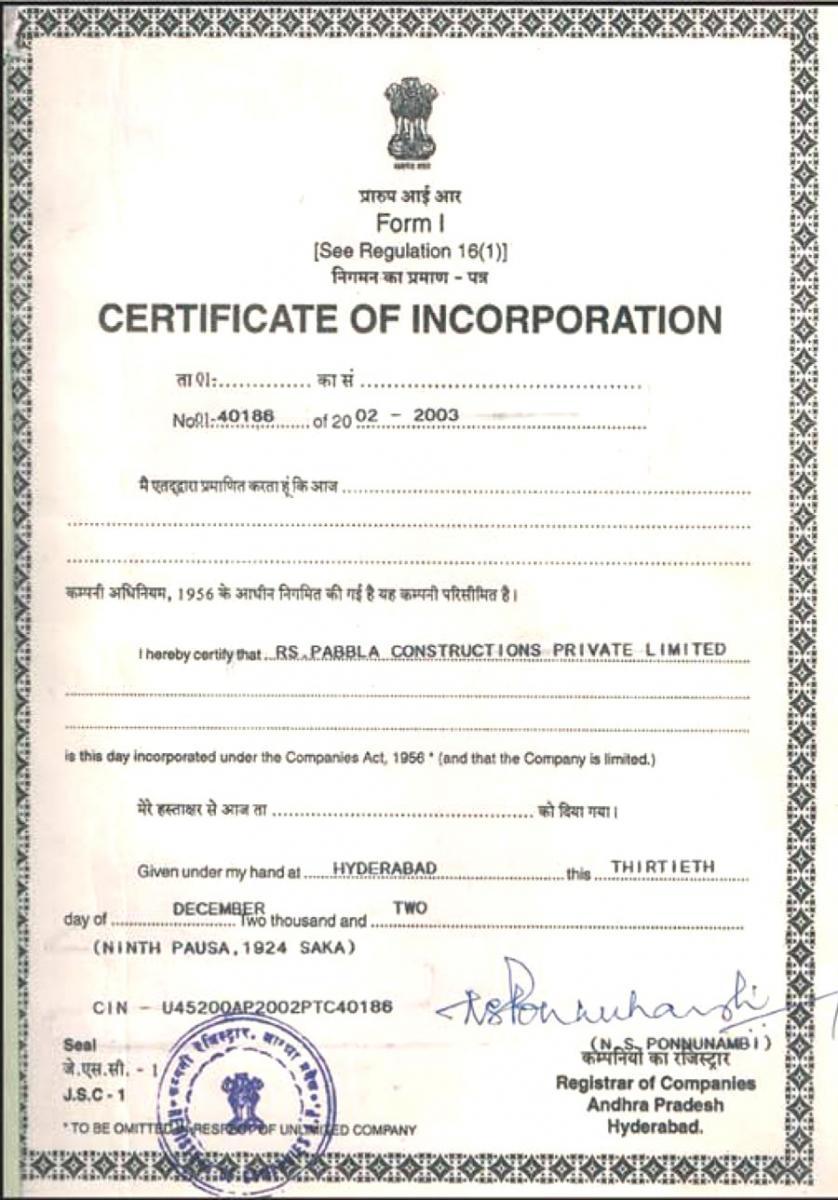 प्रारुप आई आर
Form I
[See Regulation 16(1)]
निगमन का प्रमाण - पत्र
CERTIFICATE OF INCORPORATION
ता 01-............. का सं ..........................................
No01-40186...... of 2002 - 2003
मै एतद्द्वारा प्रमाणित करता हूं कि आज
कम्पनी अधिनियम, 1956 के आधीन निगमित की गई है यह कम्पनी परिसीमित है।
I hereby certify that RS.PABBLA CONSTRUCTIONS PRIVATE LIMITED
is this day incorporated under the Companies Act, 1956 * (and that the Company is limited.)
मेरे हस्ताक्षर से आज ता .......................................... को दिया गया।
Given under my hand at HYDERABAD this THIRTIETH
day of DECEMBER Two thousand and TWO
(NINTH PAUSA,1924 SAKA)
CIN - U45200AP2002PTC40186
Seal
जे.एस.सी. - 1
J.S.C - 1
* TO BE OMITTED IN RESPECT OF UNLIMITED COMPANY
(N.S. PONNUNAMBI)
कम्पनियों का रजिस्ट्रार
Registrar of Companies
Andhra Pradesh
Hyderabad.